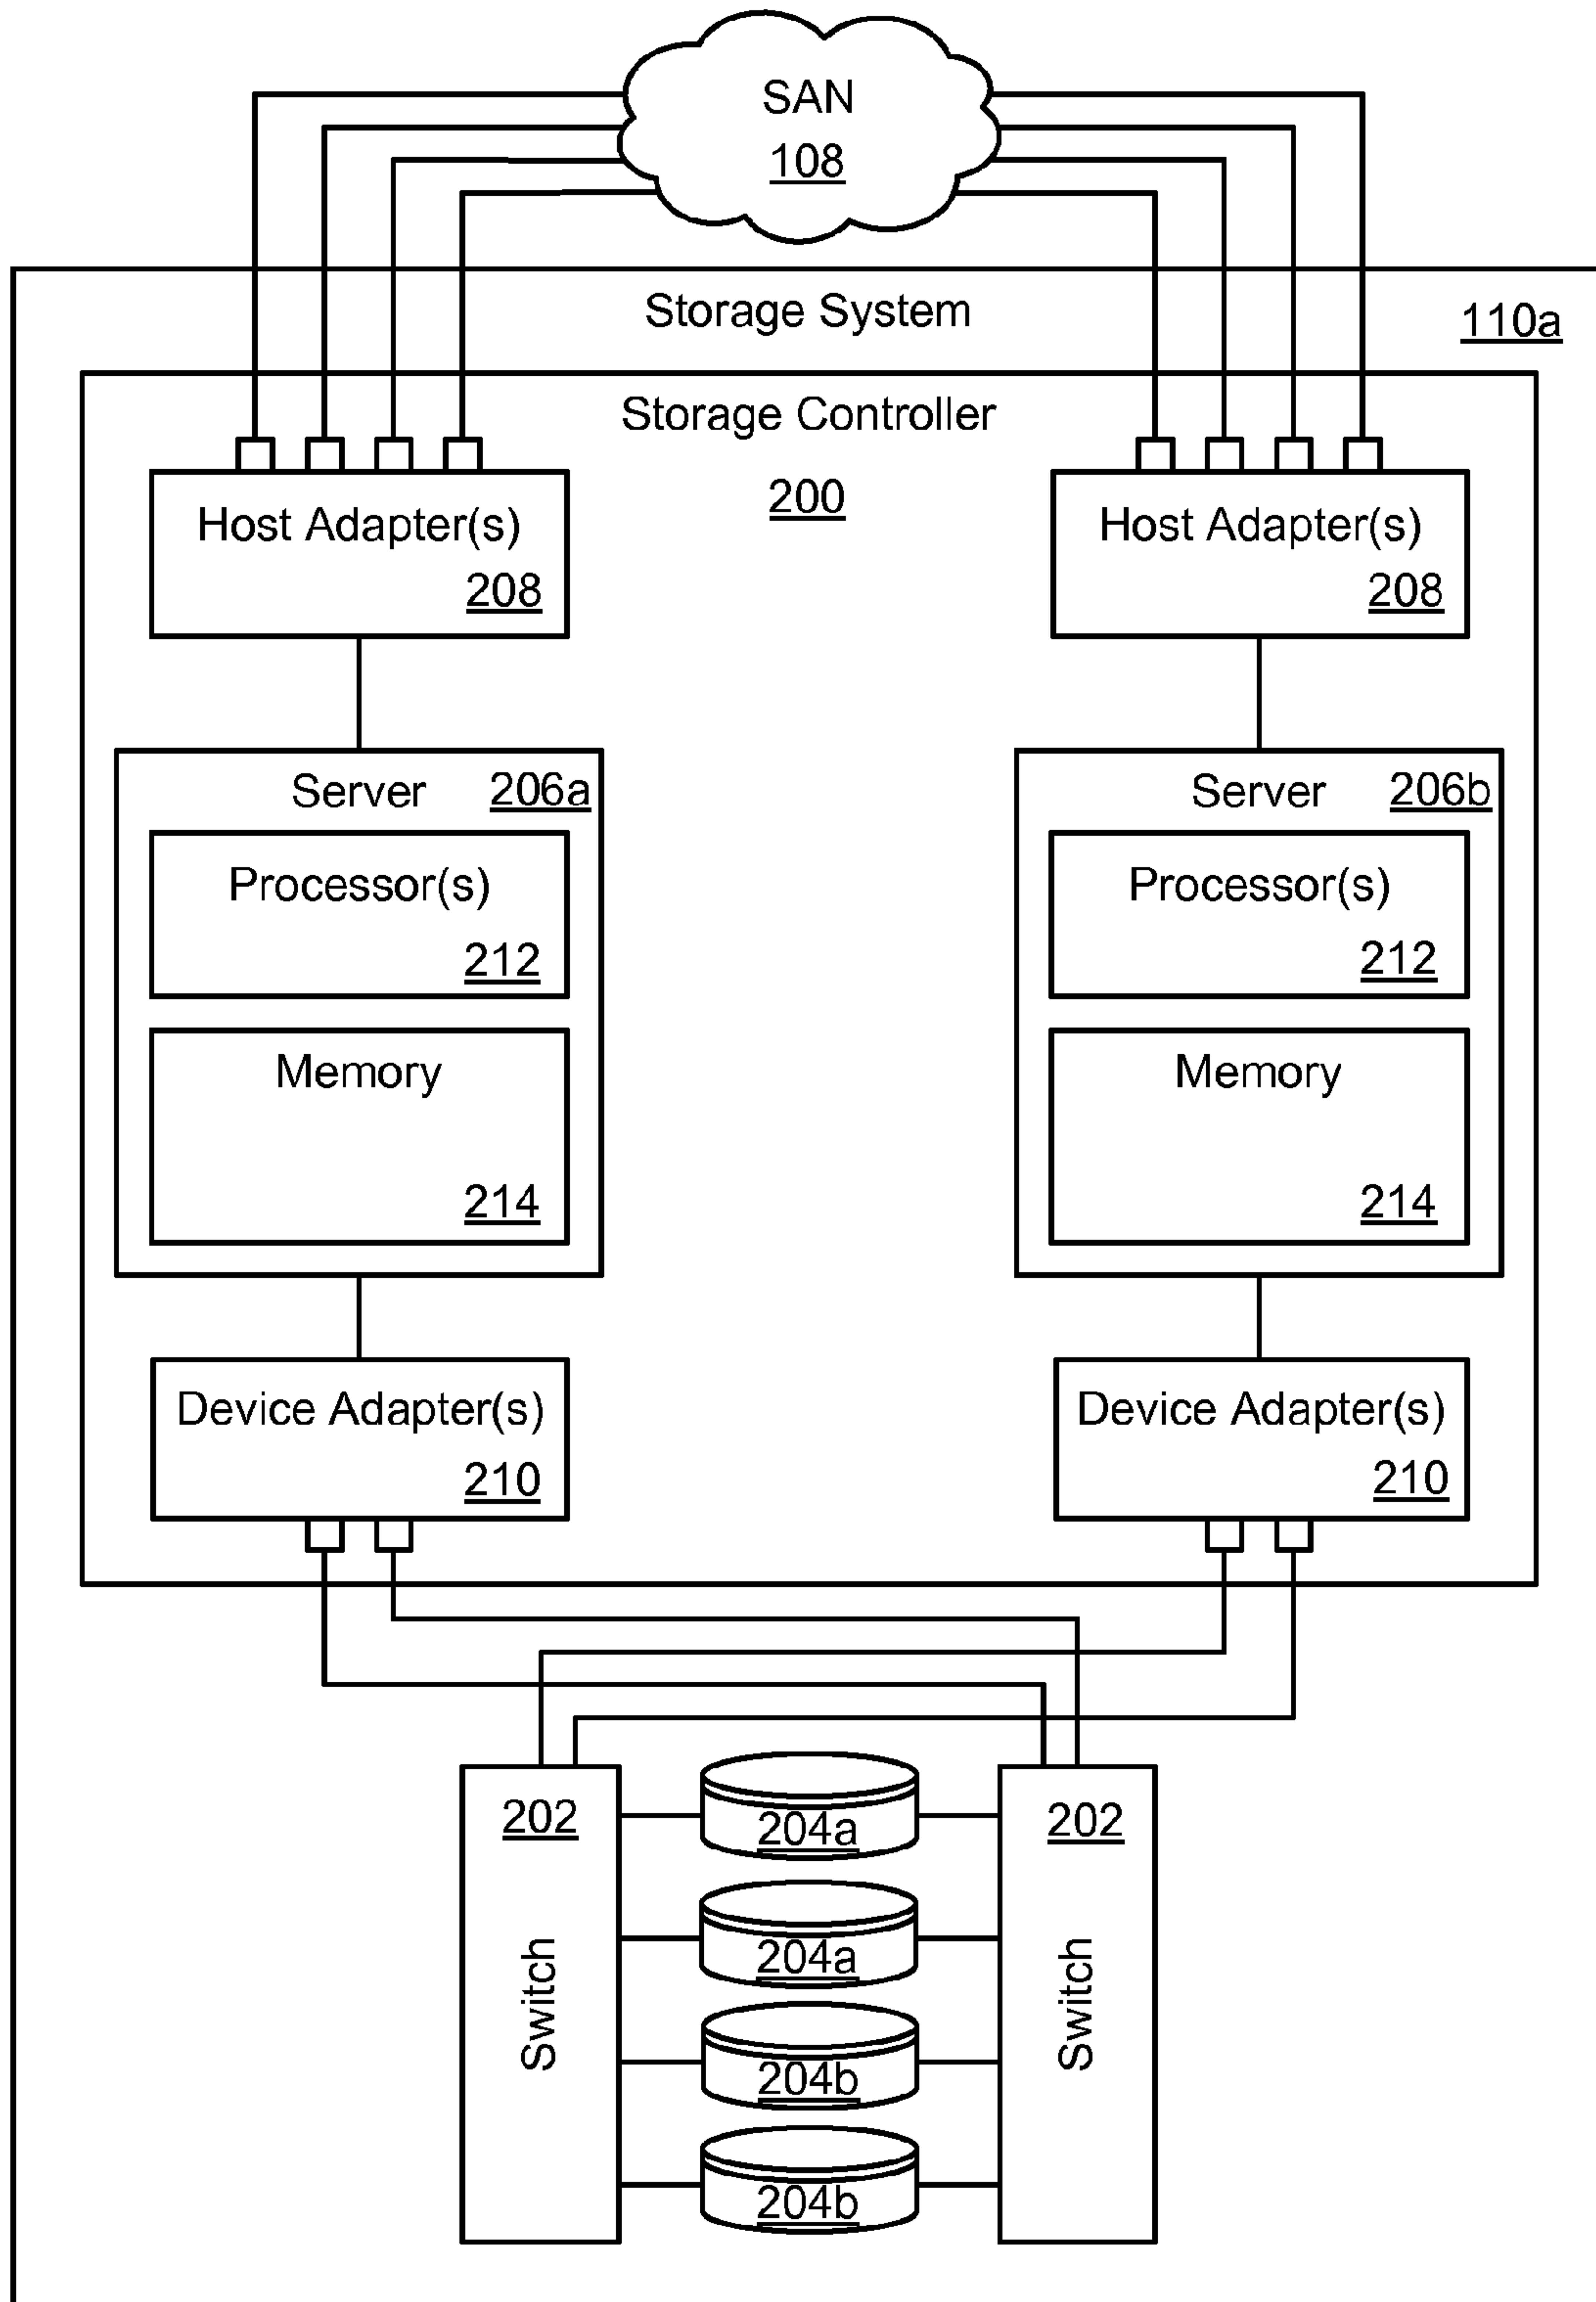 SAN
108
Storage System
110a
Storage Controller
200
Host Adapter(s)
208
Host Adapter(s)
208
Server 206a
Processor(s)
212
Memory
214
Server 206b
Processor(s)
212
Memory
214
Device Adapter(s)
210
Device Adapter(s)
210
202
Switch
204a
204a
204b
204b
202
Switch